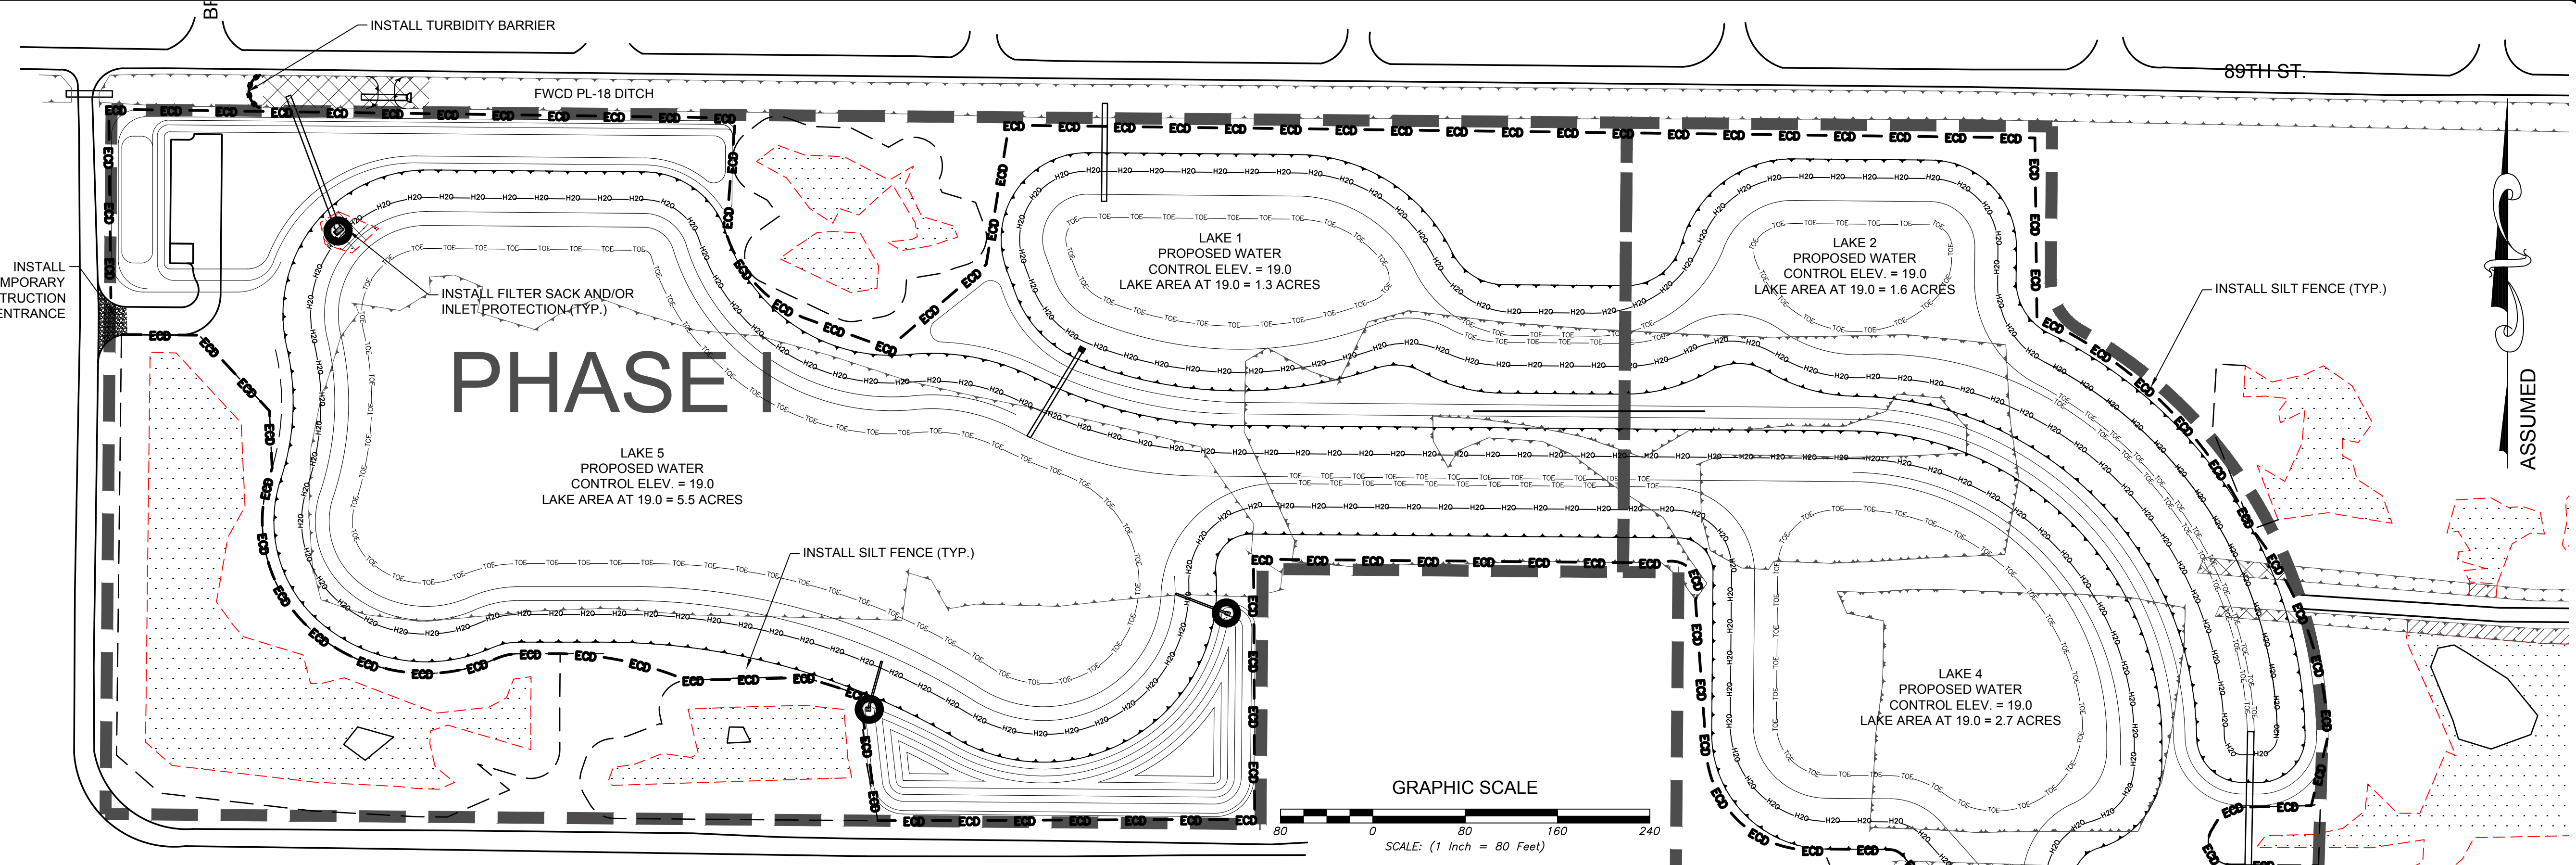 INSTALL TURBIDITY BARRIER
89TH ST.
FWCD PL-18 DITCH
LAKE 1
PROPOSED WATER
CONTROL ELEV. = 19.0
LAKE AREA AT 19.0 = 1.3 ACRES
LAKE 2
PROPOSED WATER
CONTROL ELEV. = 19.0
LAKE AREA AT 19.0 = 1.6 ACRES
INSTALL
MPORARY
STRUCTION
ENTRANCE
INSTALL FILTER SACK AND/OR
INLET PROTECTION (TYP.)
INSTALL SILT FENCE (TYP.)
PHASE I
ASSUMED
LAKE 5
PROPOSED WATER
CONTROL ELEV. = 19.0
LAKE AREA AT 19.0 = 5.5 ACRES
INSTALL SILT FENCE (TYP.)
LAKE 4
PROPOSED WATER
CONTROL ELEV. = 19.0
LAKE AREA AT 19.0 = 2.7 ACRES
GRAPHIC SCALE
80 0 80 160 240
SCALE: (1 Inch = 80 Feet)
ECD
H20
TOE